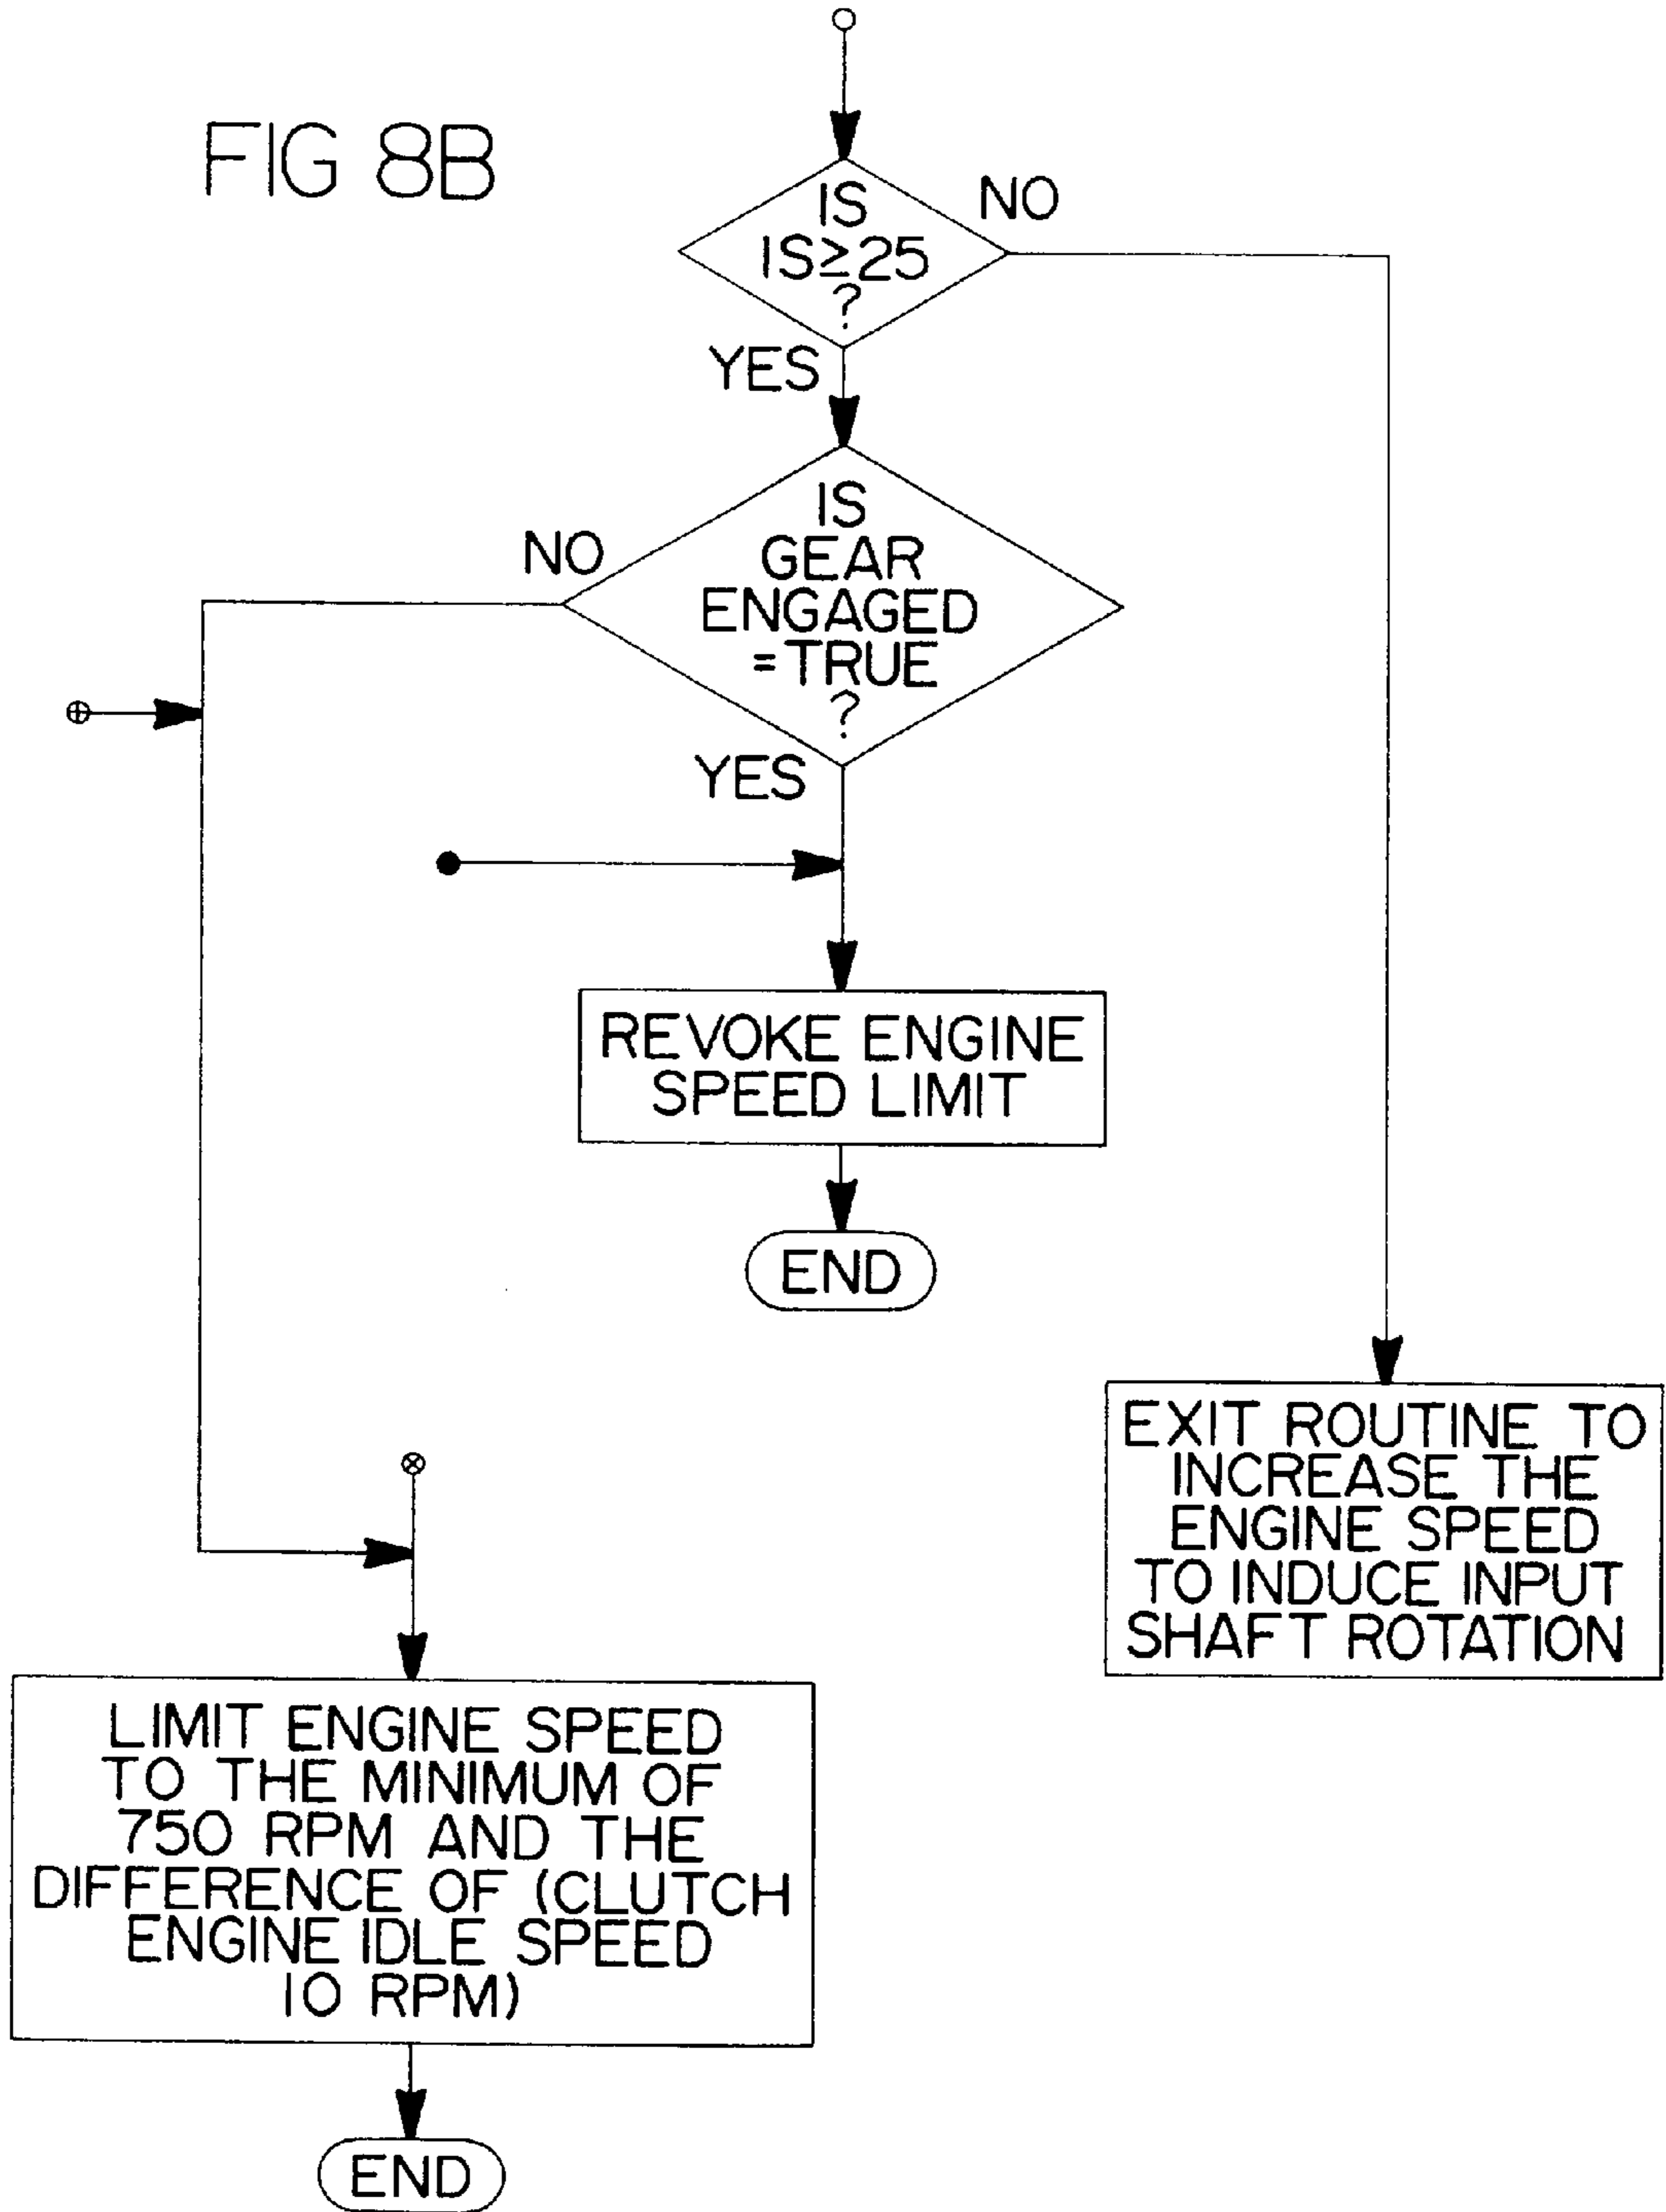 FIG 8B
IS
IS≥25
?
NO
YES
IS
GEAR
ENGAGED
=TRUE
?
NO
YES
REVOKE ENGINE
SPEED LIMIT
END
EXIT ROUTINE TO
INCREASE THE
ENGINE SPEED
TO INDUCE INPUT
SHAFT ROTATION
LIMIT ENGINE SPEED
TO THE MINIMUM OF
750 RPM AND THE
DIFFERENCE OF (CLUTCH
ENGINE IDLE SPEED
10 RPM)
END